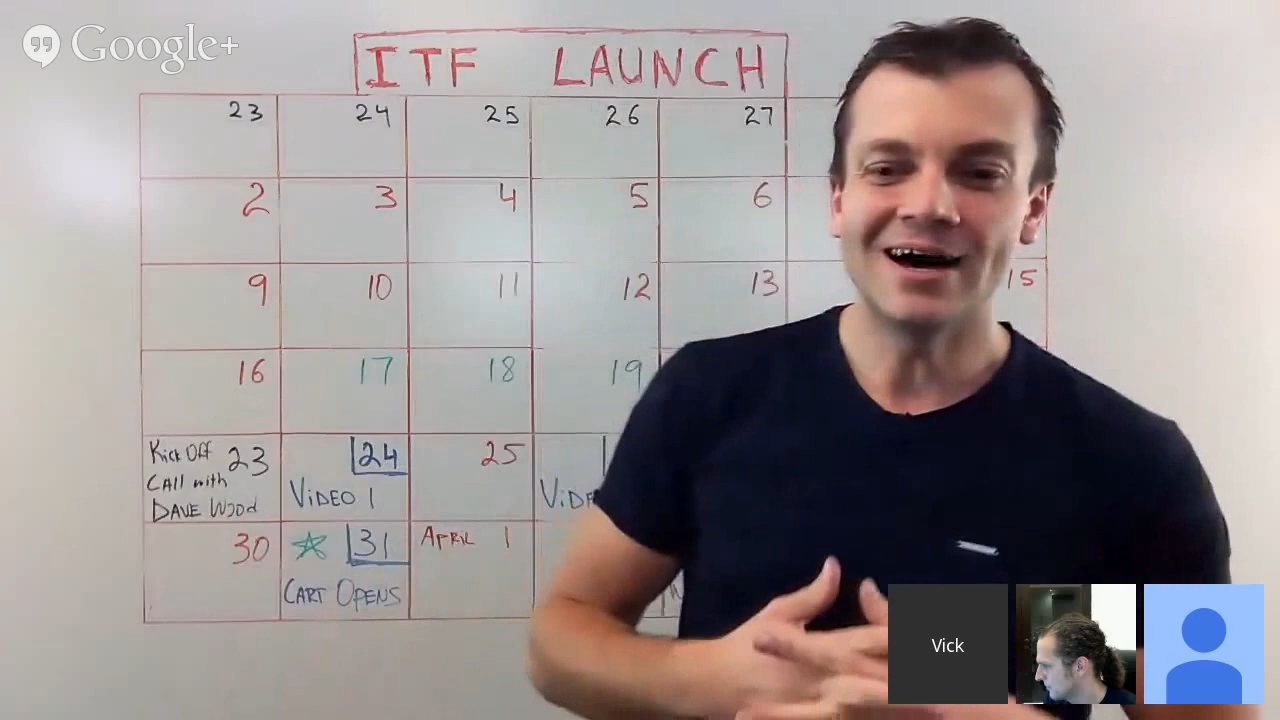 Google+
ITF LAUNCH
23 24 25 26 27
2 3 4 5 6
9 10 11 12 13 15
16 17 18 19
Kick Off 23 24 25
CALL with VIDEO 1
DAVE WOOD
30 31 APRIL 1
CART OPENS
Vick